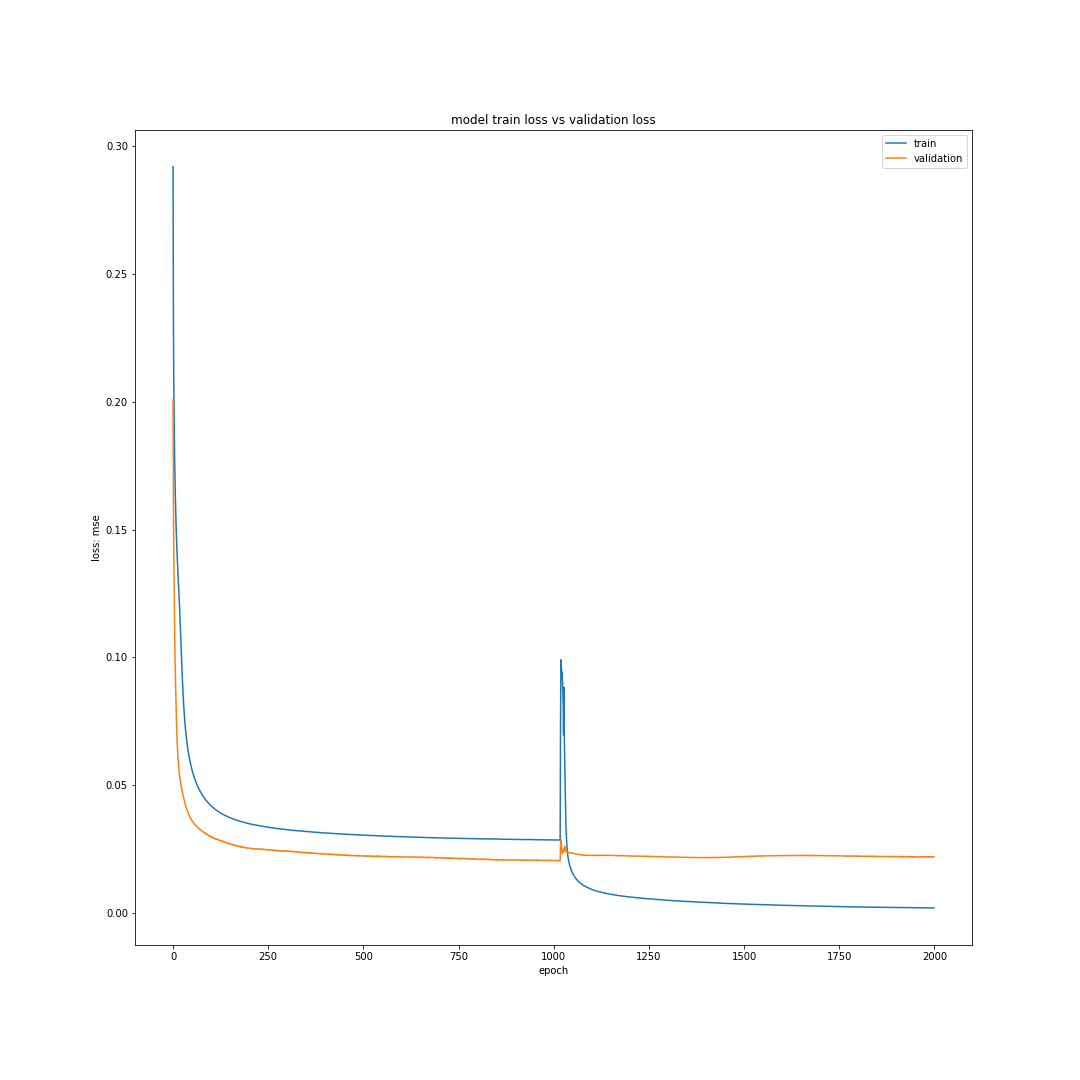 model train loss vs validation loss
train
validation
0.30
0.25
0.20
0.15
0.10
0.05
0.00
loss: mse
0 250 500 750 1000 1250 1500 1750 2000
epoch